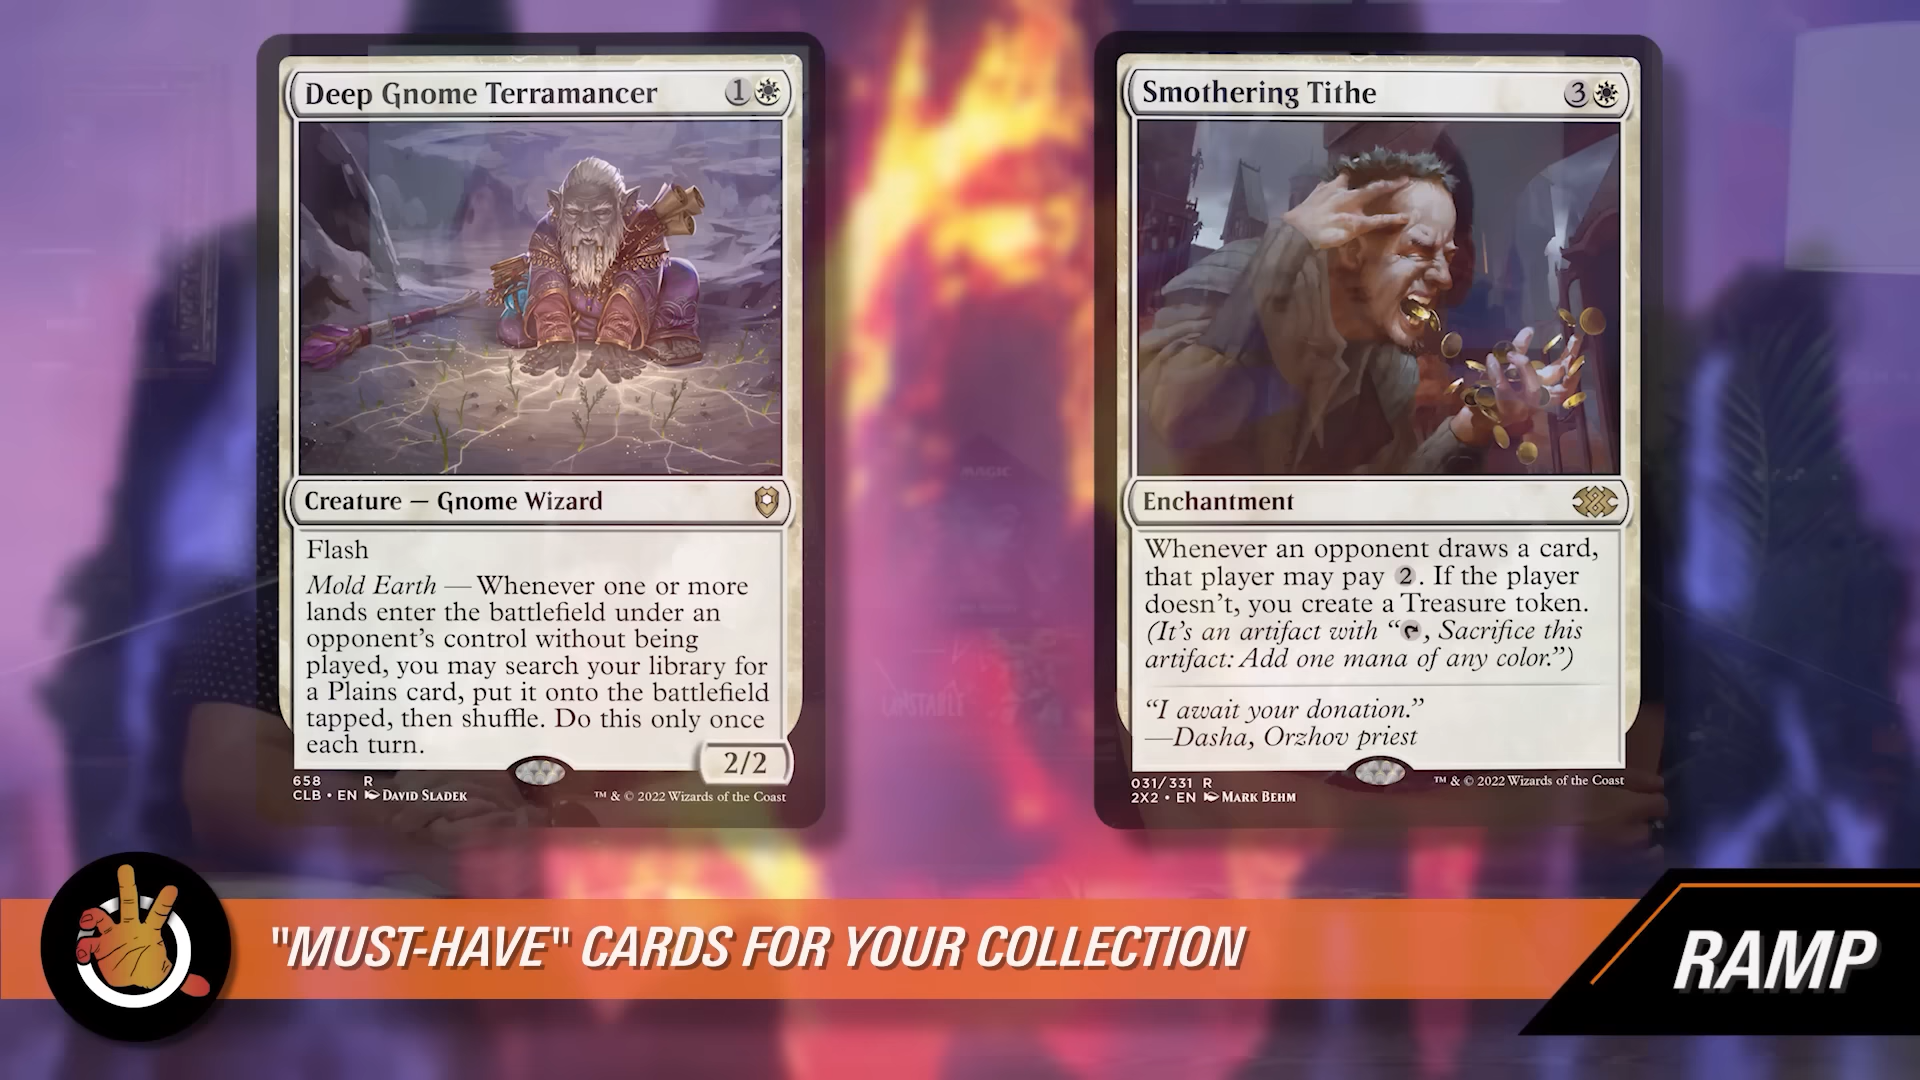 Deep Gnome Terramancer 1
Creature — Gnome Wizard
Flash
Mold Earth — Whenever one or more
lands enter the battlefield under an
opponent's control without being
played, you may search your library for
a Plains card, put it onto the battlefield
tapped, then shuffle. Do this only once
each turn.
2/2
658 R
CLB • EN DAVID SLADEK
™ & © 2022 Wizards of the Coast
Smothering Tithe 3
Enchantment
Whenever an opponent draws a card,
that player may pay 2. If the player
doesn't, you create a Treasure token.
(It's an artifact with “, Sacrifice this
artifact: Add one mana of any color.”)
“I await your donation.”
—Dasha, Orzhov priest
031/331 R
2X2 • EN MARK BEHM
™ & © 2022 Wizards of the Coast
MAGIC
CONSTABLE
"MUST-HAVE" CARDS FOR YOUR COLLECTION
RAMP